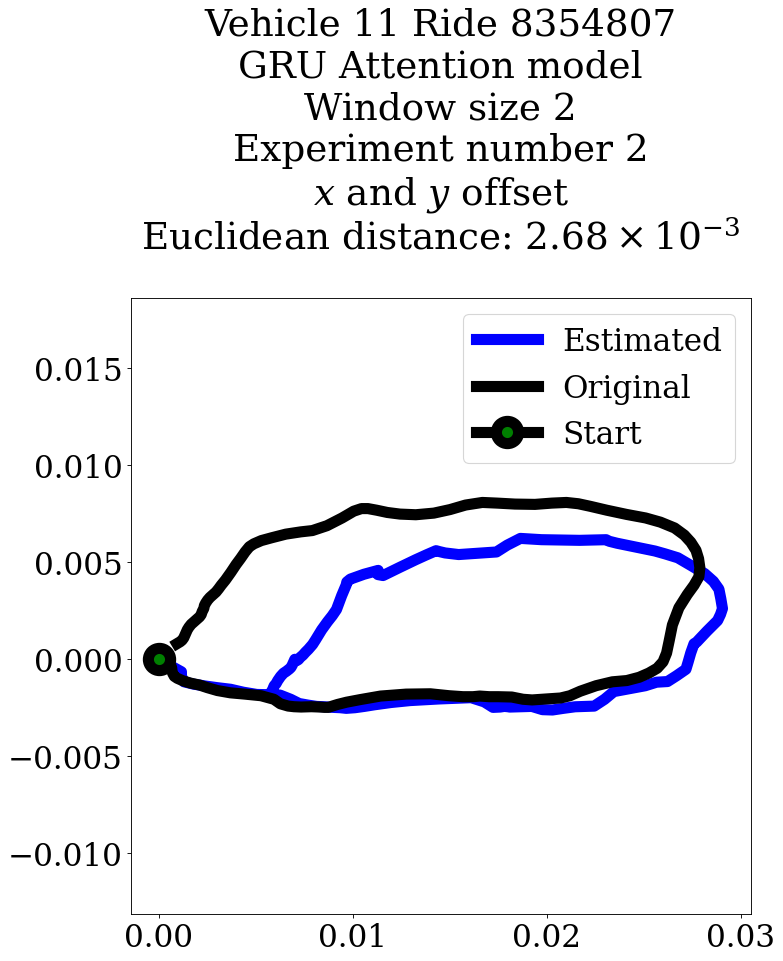 Vehicle 11 Ride 8354807
GRU Attention model
Window size 2
Experiment number 2
x and y offset
Euclidean distance: 2.68 × 10⁻³
Estimated
Original
Start
0.015
0.010
0.005
0.000
−0.005
−0.010
0.00 0.01 0.02 0.03